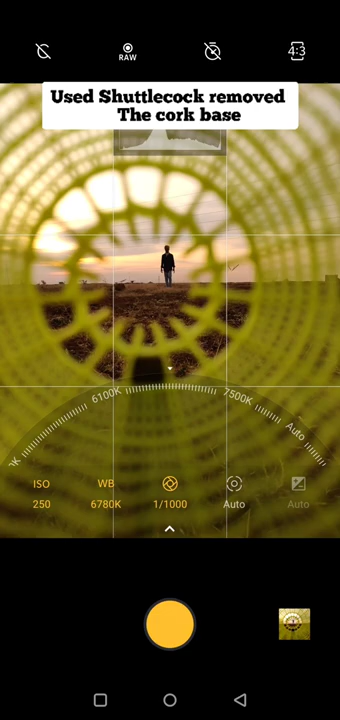 RAW
4:3
Used Shuttlecock removed
The cork base
K
6100K
7500K
Auto
ISO
WB
250
6780K
1/1000
Auto
Auto